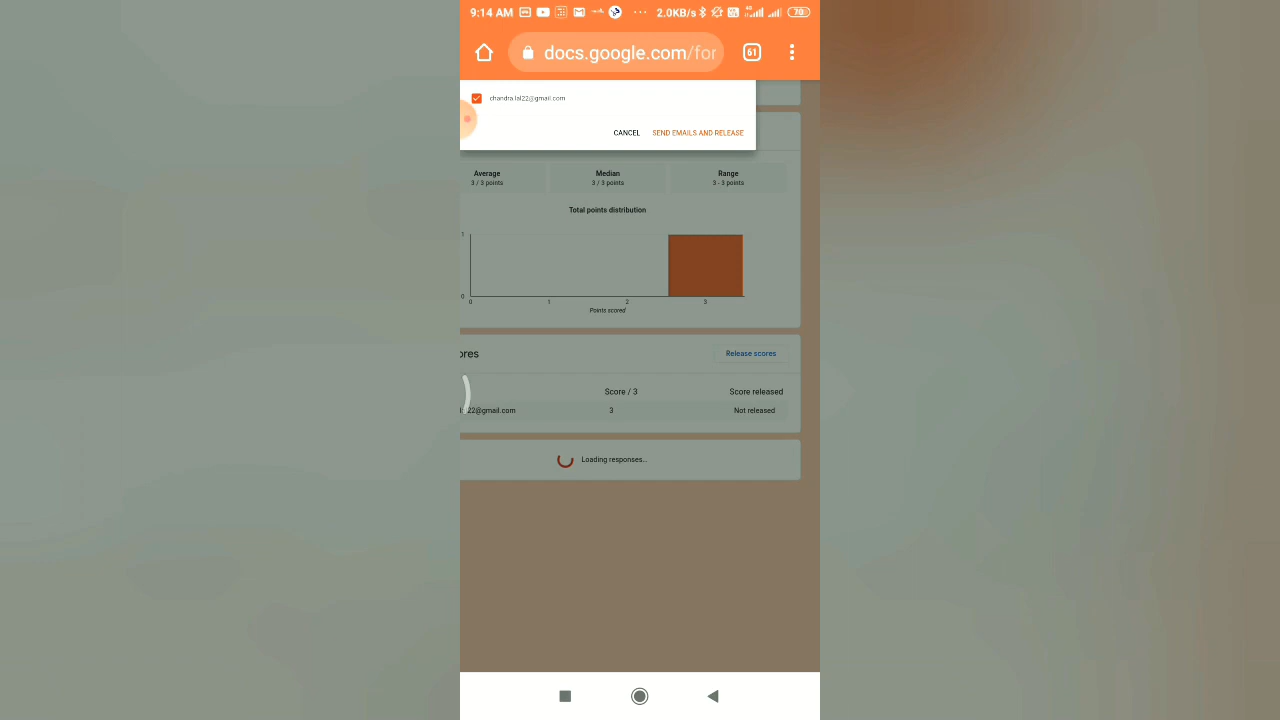 9:14 AM
2.0KB/s
70
docs.google.com/for
61
chandra.lal22@gmail.com
CANCEL SEND EMAILS AND RELEASE
Average Median Range
3 / 3 points 3 / 3 points 3 - 3 points
Total points distribution
1
0
0 1 2 3
Points scored
ores Release scores
Score / 3 Score released
22@gmail.com 3 Not released
Loading responses...